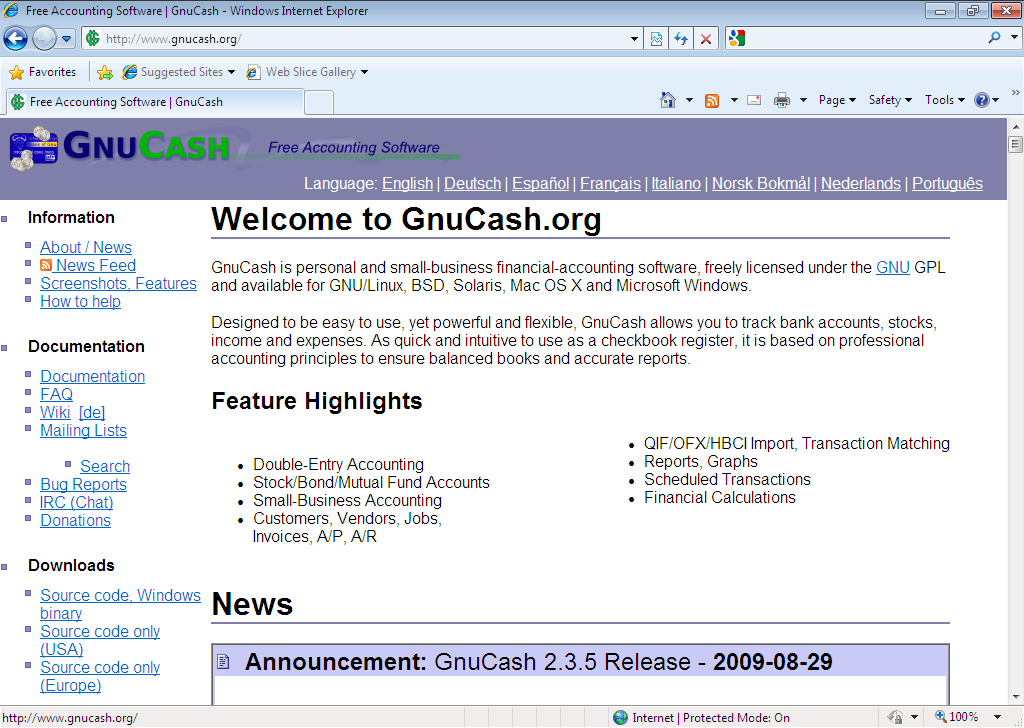 Free Accounting Software | GnuCash - Windows Internet Explorer
http://www.gnucash.org/
Favorites
Suggested Sites
Web Slice Gallery
Free Accounting Software | GnuCash
Page
Safety
Tools
GNUCASH
Free Accounting Software
Language: English | Deutsch | Español | Français | Italiano | Norsk Bokmål | Nederlands | Português
Information
About / News
News Feed
Screenshots, Features
How to help
Documentation
Documentation
FAQ
Wiki [de]
Mailing Lists
Search
Bug Reports
IRC (Chat)
Donations
Downloads
Source code, Windows
binary
Source code only
(USA)
Source code only
(Europe)
Welcome to GnuCash.org
GnuCash is personal and small-business financial-accounting software, freely licensed under the GNU GPL
and available for GNU/Linux, BSD, Solaris, Mac OS X and Microsoft Windows.
Designed to be easy to use, yet powerful and flexible, GnuCash allows you to track bank accounts, stocks,
income and expenses. As quick and intuitive to use as a checkbook register, it is based on professional
accounting principles to ensure balanced books and accurate reports.
Feature Highlights
Double-Entry Accounting
Stock/Bond/Mutual Fund Accounts
Small-Business Accounting
Customers, Vendors, Jobs,
Invoices, A/P, A/R
QIF/OFX/HBCI Import, Transaction Matching
Reports, Graphs
Scheduled Transactions
Financial Calculations
News
Announcement: GnuCash 2.3.5 Release - 2009-08-29
http://www.gnucash.org/
Internet | Protected Mode: On
100%